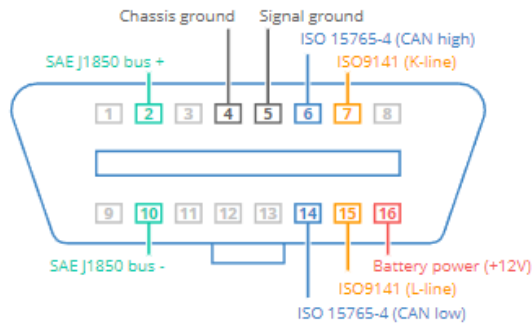 Chassis ground
Signal ground
ISO 15765-4 (CAN high)
SAE J1850 bus +
ISO9141 (K-line)
1 2 3 4 5 6 7 8
9 10 11 12 13 14 15 16
SAE J1850 bus -
Battery power (+12V)
ISO9141 (L-line)
ISO 15765-4 (CAN low)